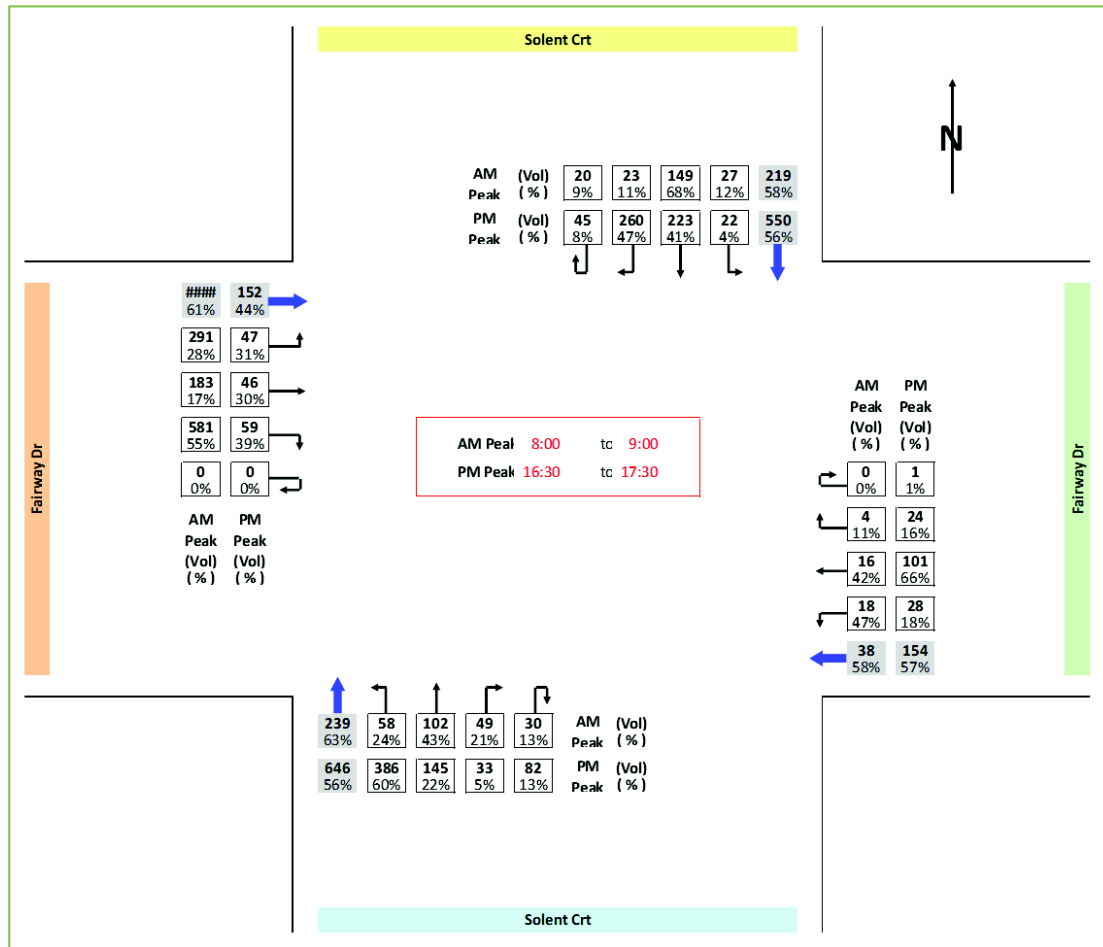 Solent Crt
N
AM (Vol) 20 23 149 27 219
Peak ( % ) 9% 11% 68% 12% 58%
PM (Vol) 45 260 223 22 550
Peak ( % ) 8% 47% 41% 4% 56%
#### 152
61% 44%
291 47
28% 31%
183 46
17% 30%
581 59
55% 39%
0 0
0% 0%
AM PM
Peak Peak
(Vol) (Vol)
( % ) ( % )
Fairway Dr
AM Peak 8:00 to 9:00
PM Peak 16:30 to 17:30
AM PM
Peak Peak
(Vol) (Vol)
( % ) ( % )
0 1
0% 1%
4 24
11% 16%
16 101
42% 66%
18 28
47% 18%
38 154
58% 57%
Fairway Dr
239 58 102 49 30 AM (Vol)
63% 24% 43% 21% 13% Peak ( % )
646 386 145 33 82 PM (Vol)
56% 60% 22% 5% 13% Peak ( % )
Solent Crt